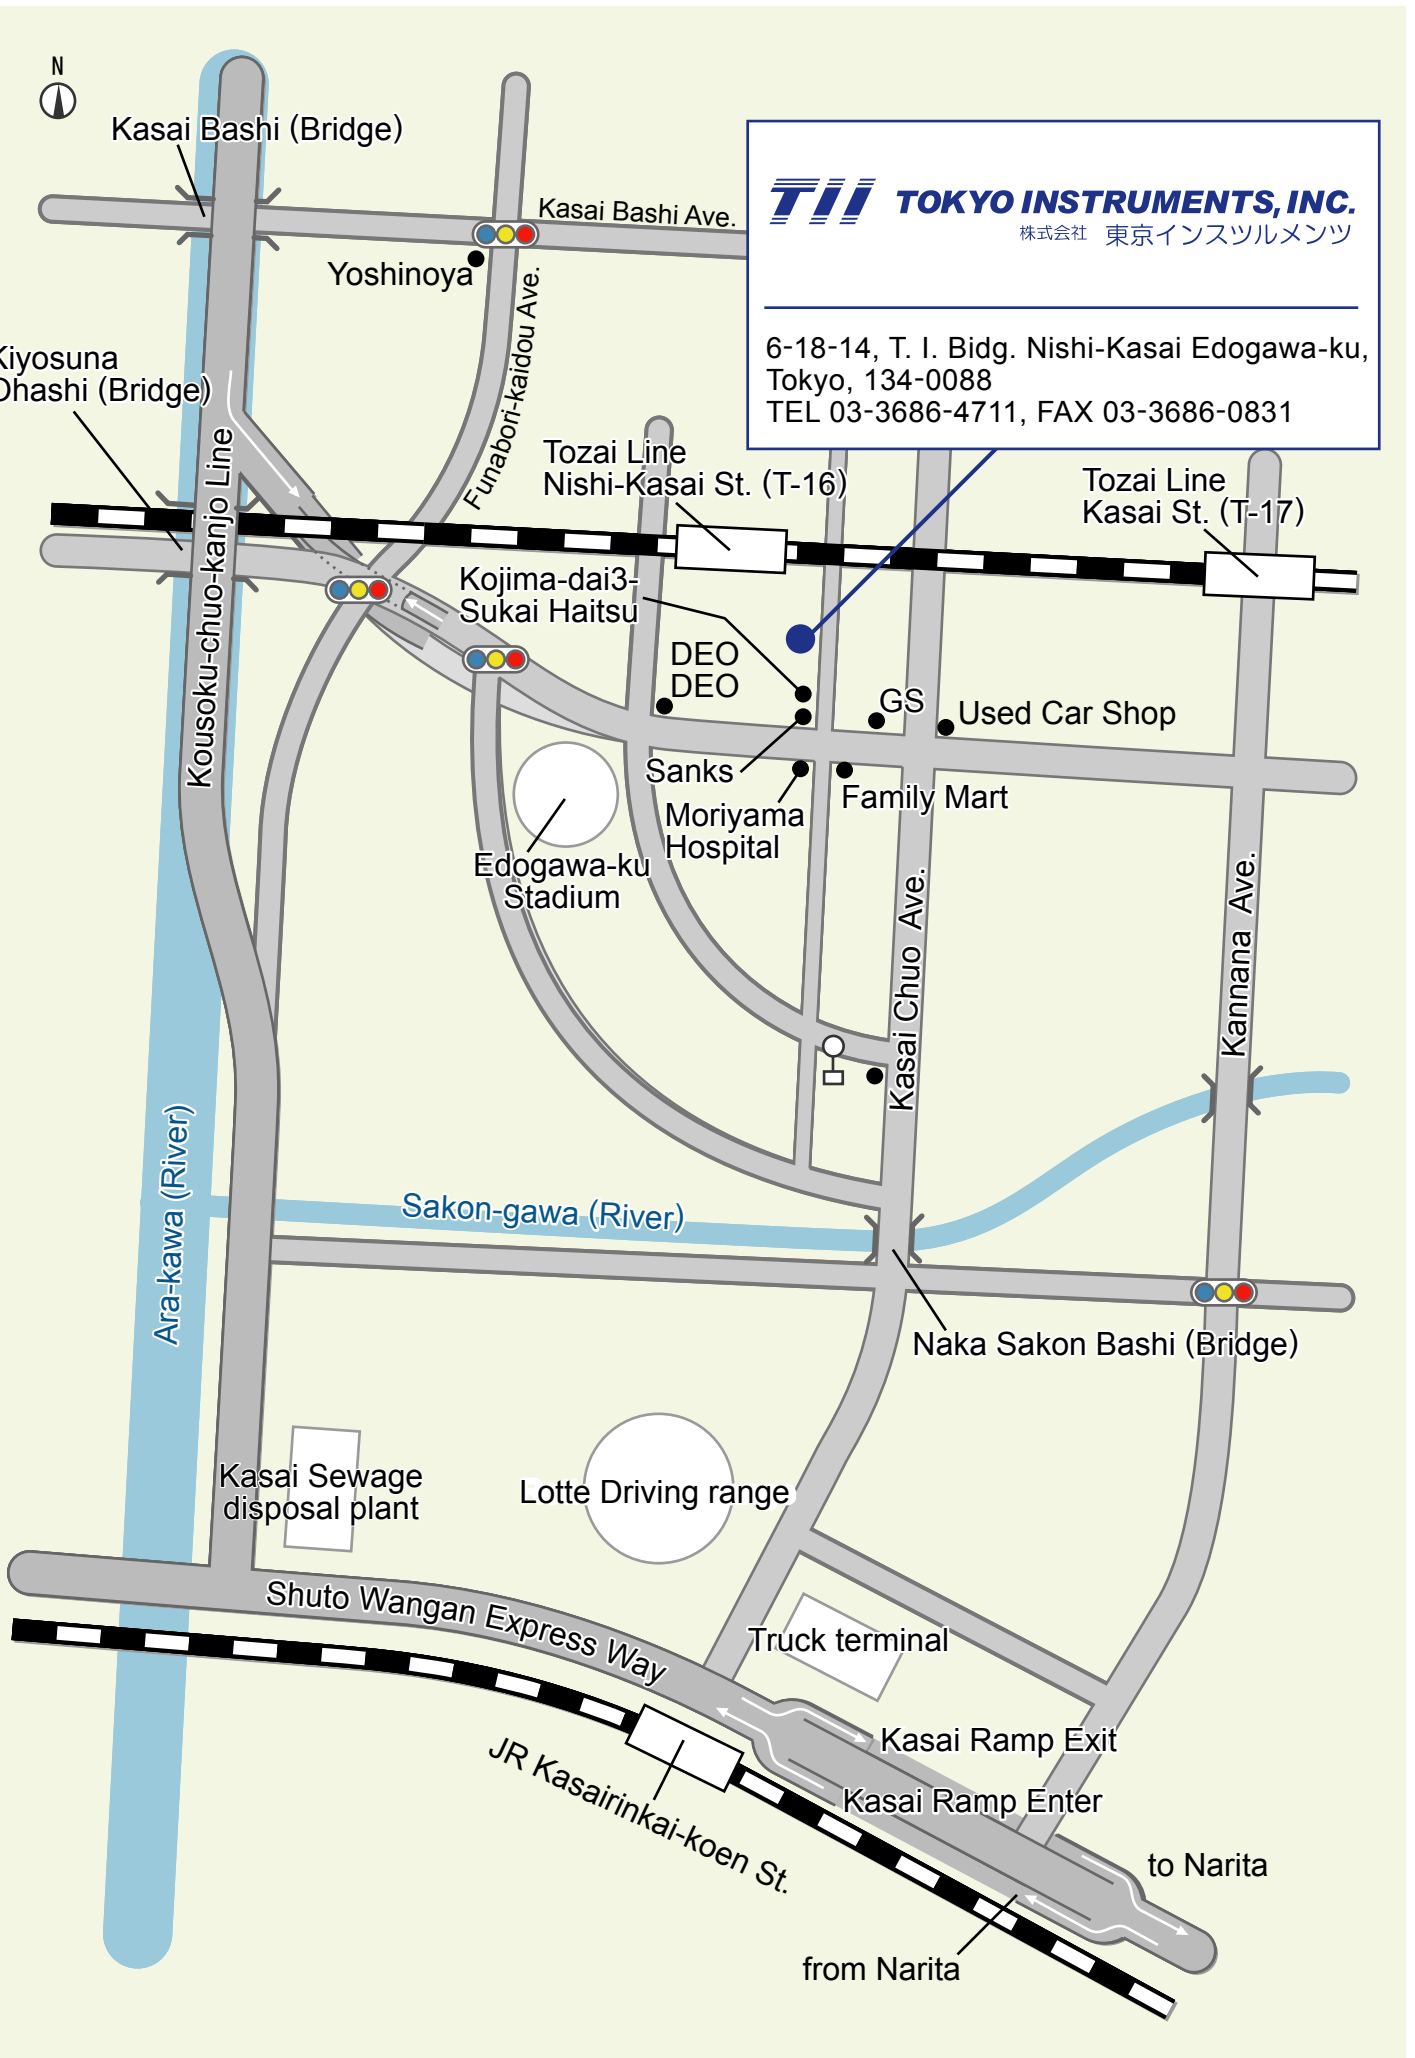 N
Kasai Bashi (Bridge)
TII TOKYO INSTRUMENTS, INC.
株式会社 東京インスツルメンツ
6-18-14, T. I. Bidg. Nishi-Kasai Edogawa-ku,
Tokyo, 134-0088
TEL 03-3686-4711, FAX 03-3686-0831
Kasai Bashi Ave.
Yoshinoya
Funabori-kaidou Ave.
Kiyosuna
Ohashi (Bridge)
Kousoku-chuo-kanjo Line
Tozai Line
Nishi-Kasai St. (T-16)
Tozai Line
Kasai St. (T-17)
Kojima-dai3-
Sukai Haitsu
DEO
DEO
GS
Used Car Shop
Sanks
Moriyama
Hospital
Family Mart
Edogawa-ku
Stadium
Kasai Chuo Ave.
Kannana Ave.
Ara-kawa (River)
Sakon-gawa (River)
Naka Sakon Bashi (Bridge)
Kasai Sewage
disposal plant
Lotte Driving range
Shuto Wangan Express Way
Truck terminal
JR Kasairinkai-koen St.
Kasai Ramp Exit
Kasai Ramp Enter
to Narita
from Narita